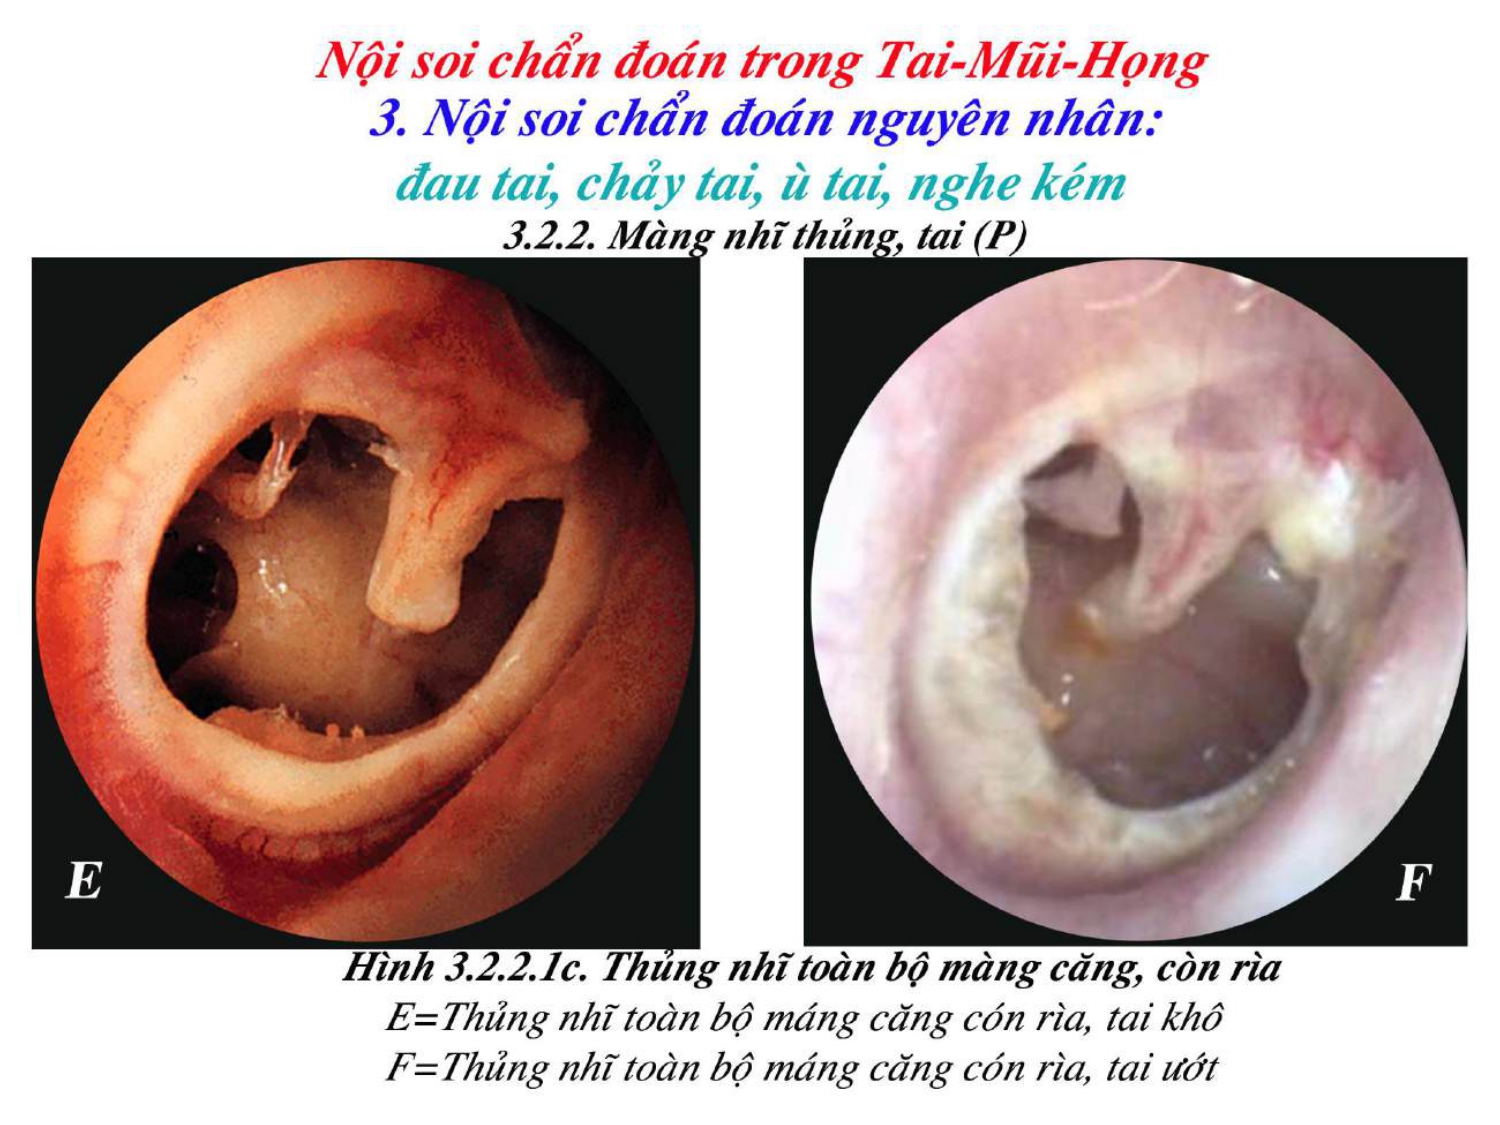 Nội soi chẩn đoán trong Tai-Mũi-Họng
3. Nội soi chẩn đoán nguyên nhân:
đau tai, chảy tai, ù tai, nghe kém
3.2.2. Màng nhĩ thủng, tai (P)
E
F
Hình 3.2.2.1c. Thủng nhĩ toàn bộ màng căng, còn rìa
E=Thủng nhĩ toàn bộ máng căng cón rìa, tai khô
F=Thủng nhĩ toàn bộ máng căng cón rìa, tai ướt